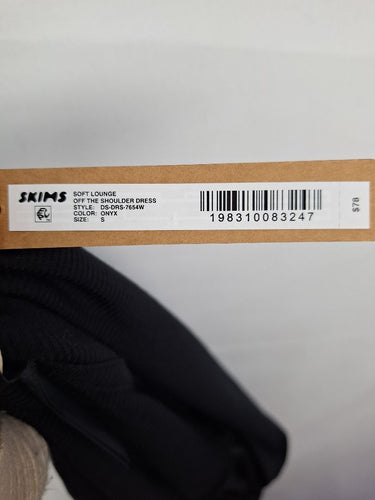 SKIMS
SOFT LOUNGE
OFF THE SHOULDER DRESS
STYLE: DS-DRS-7654W
COLOR: ONYX
SIZE: S
198310083247
$78